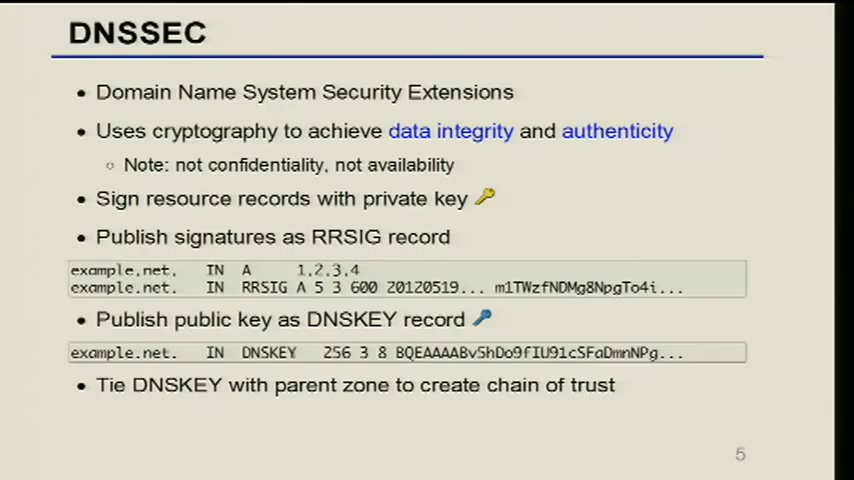 DNSSEC
• Domain Name System Security Extensions
• Uses cryptography to achieve data integrity and authenticity
○ Note: not confidentiality, not availability
• Sign resource records with private key
• Publish signatures as RRSIG record
example.net. IN A 1.2.3.4
example.net. IN RRSIG A 5 3 600 20120519... m1TWzfNDMg8NpgTo4i...
• Publish public key as DNSKEY record
example.net. IN DNSKEY 256 3 8 BQEAAAABv5hDo9fIU91cSFaDmnNPg...
• Tie DNSKEY with parent zone to create chain of trust
5